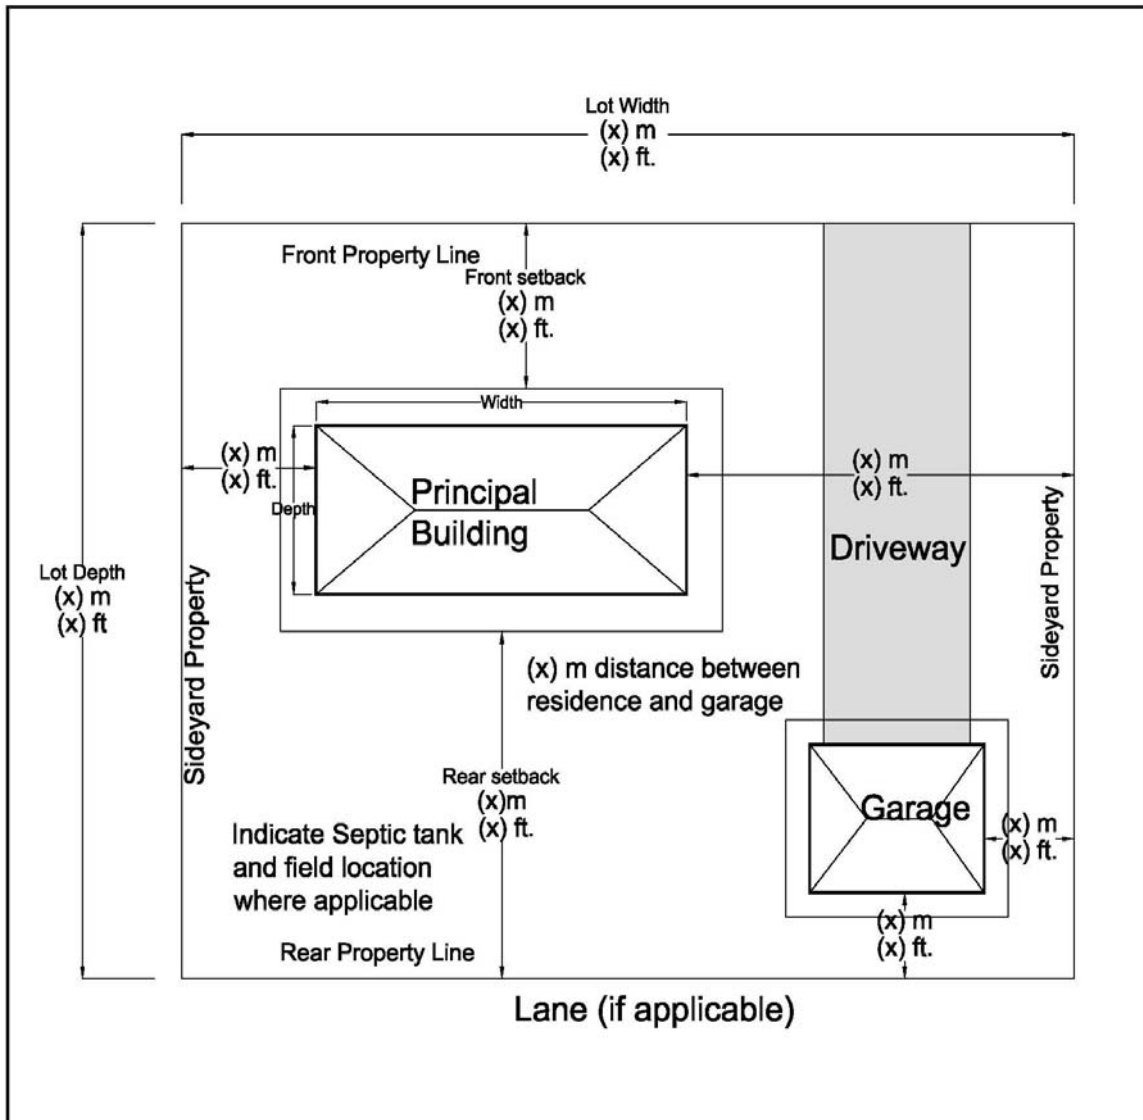 Lot Width
(x) m
(x) ft.
Front Property Line
Front setback
(x) m
(x) ft.
Width
(x) m
(x) ft.
Depth
Principal
Building
(x) m
(x) ft.
Driveway
Sideyard Property
Lot Depth
(x) m
(x) ft
Sideyard Property
(x) m distance between
residence and garage
Rear setback
(x)m
(x) ft.
Garage
(x) m
(x) ft.
Indicate Septic tank
and field location
where applicable
(x) m
(x) ft.
Rear Property Line
Lane (if applicable)